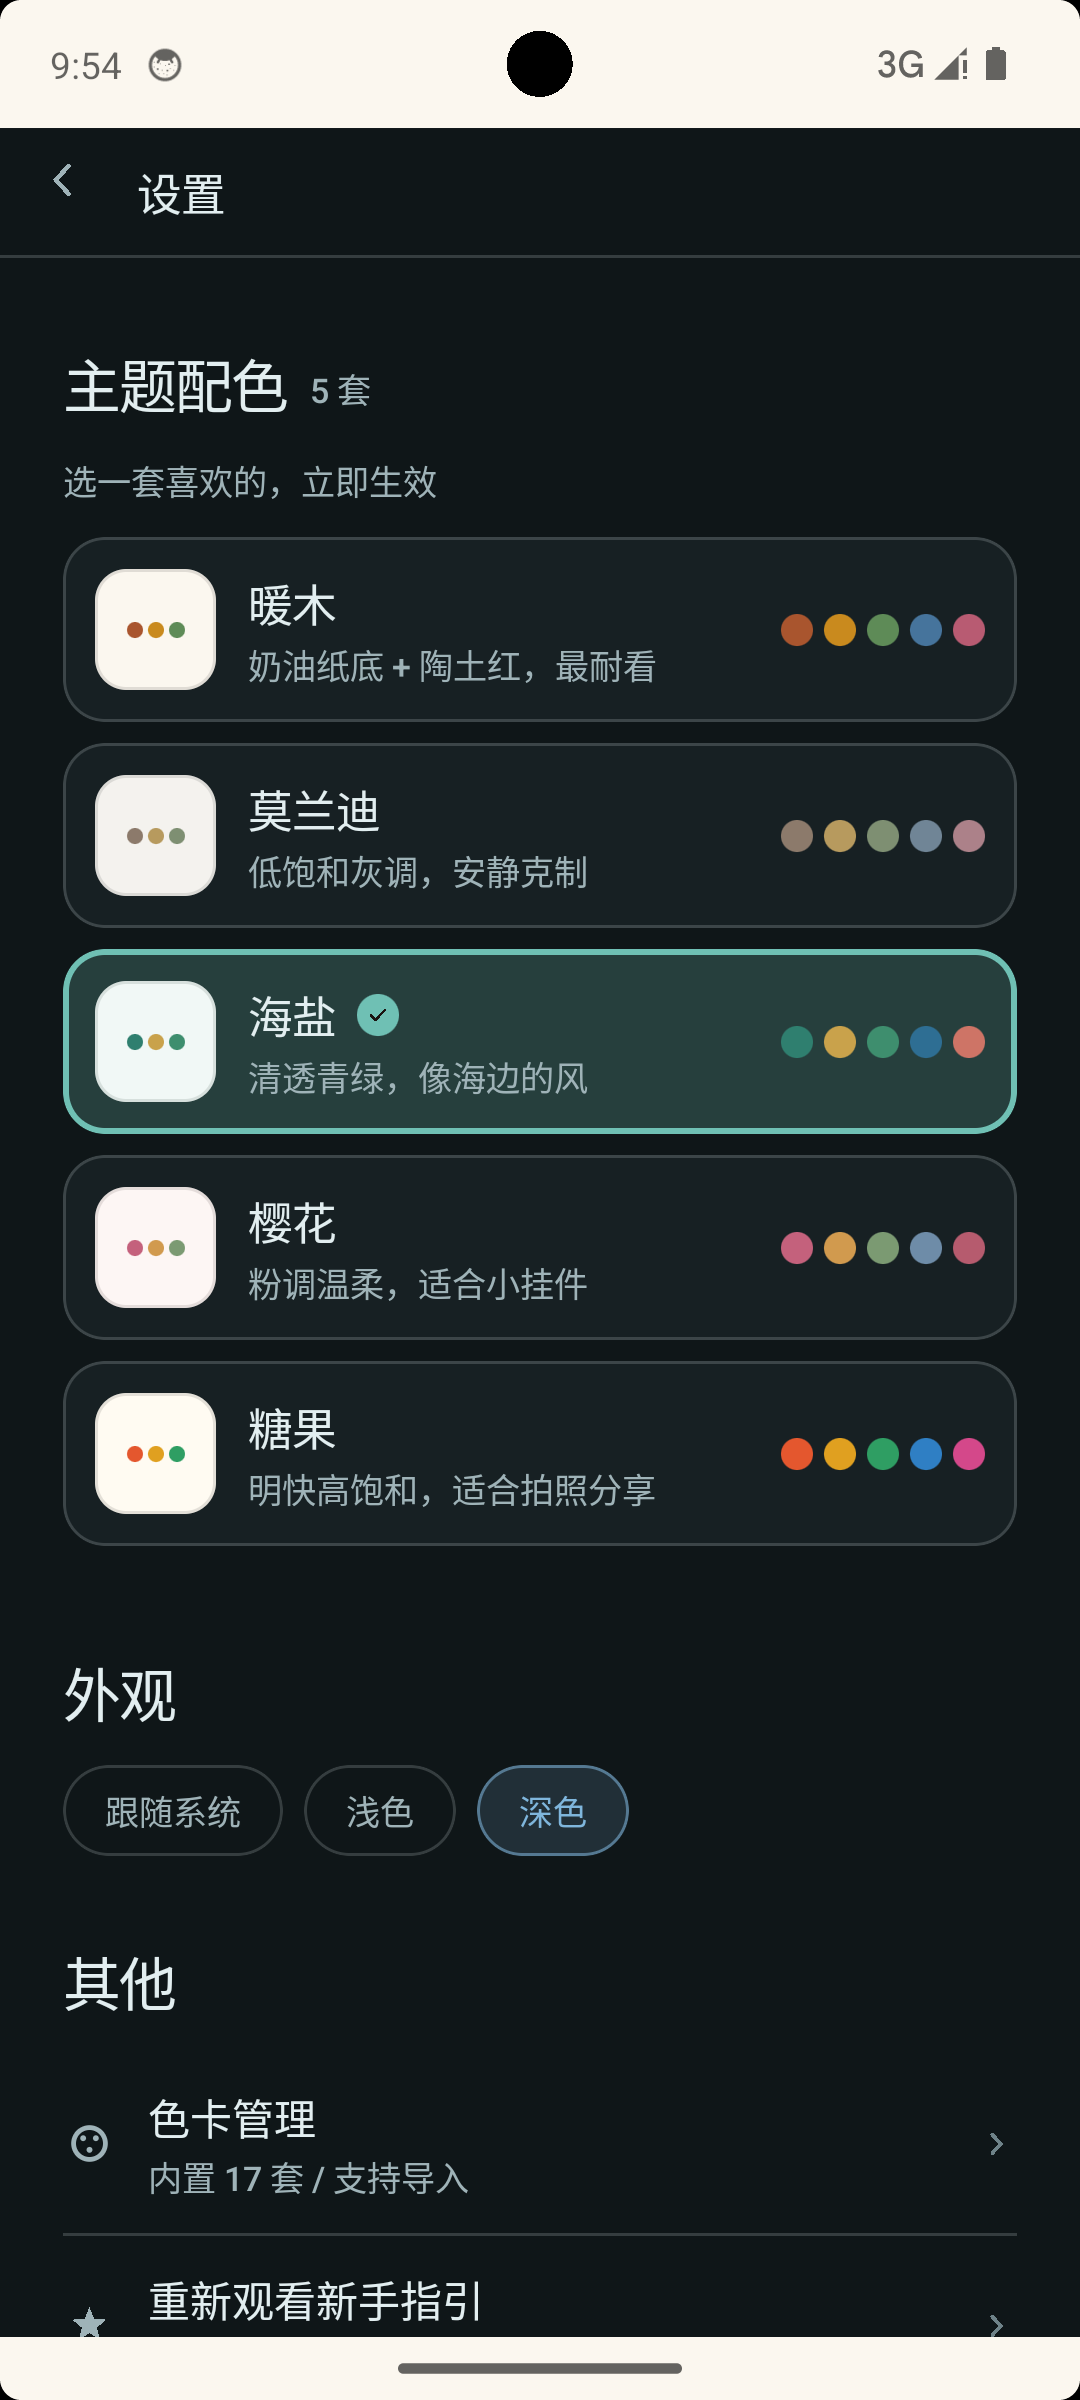 9:54
3G
设置
主题配色 5 套
选一套喜欢的，立即生效
暖木
奶油纸底 + 陶土红，最耐看
莫兰迪
低饱和灰调，安静克制
海盐
清透青绿，像海边的风
樱花
粉调温柔，适合小挂件
糖果
明快高饱和，适合拍照分享
外观
跟随系统
浅色
深色
其他
色卡管理
内置 17 套 / 支持导入
重新观看新手指引